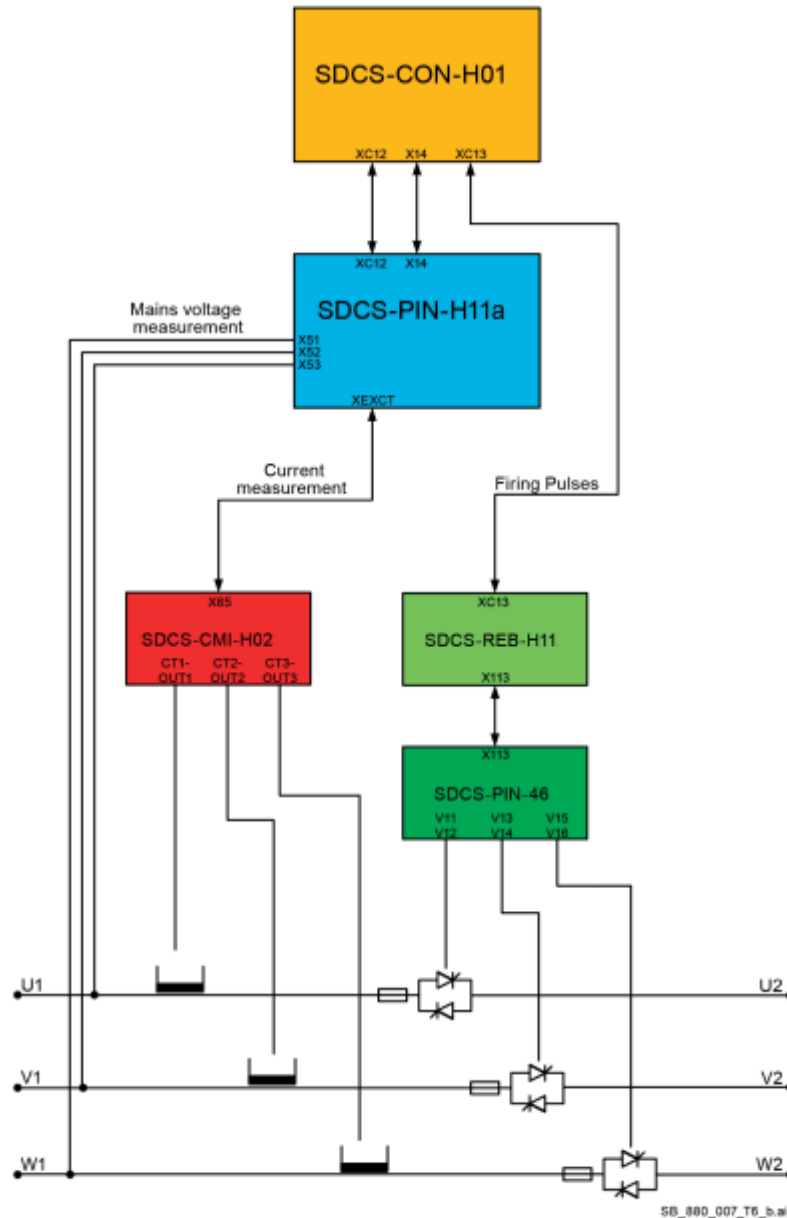 SDCS-CON-H01
XC12 X14 XC13
XC12 X14
SDCS-PIN-H11a
Mains voltage
measurement
X51
X52
X53
XEXCT
Current
measurement
Firing Pulses
X65
SDCS-CMI-H02
CT1- CT2- CT3-
OUT1 OUT2 OUT3
XC13
SDCS-REB-H11
X113
X113
SDCS-PIN-46
V11 V13 V15
V12 V14 V16
U1 U2
V1 V2
W1 W2
SB_880_007_T6_b.ai